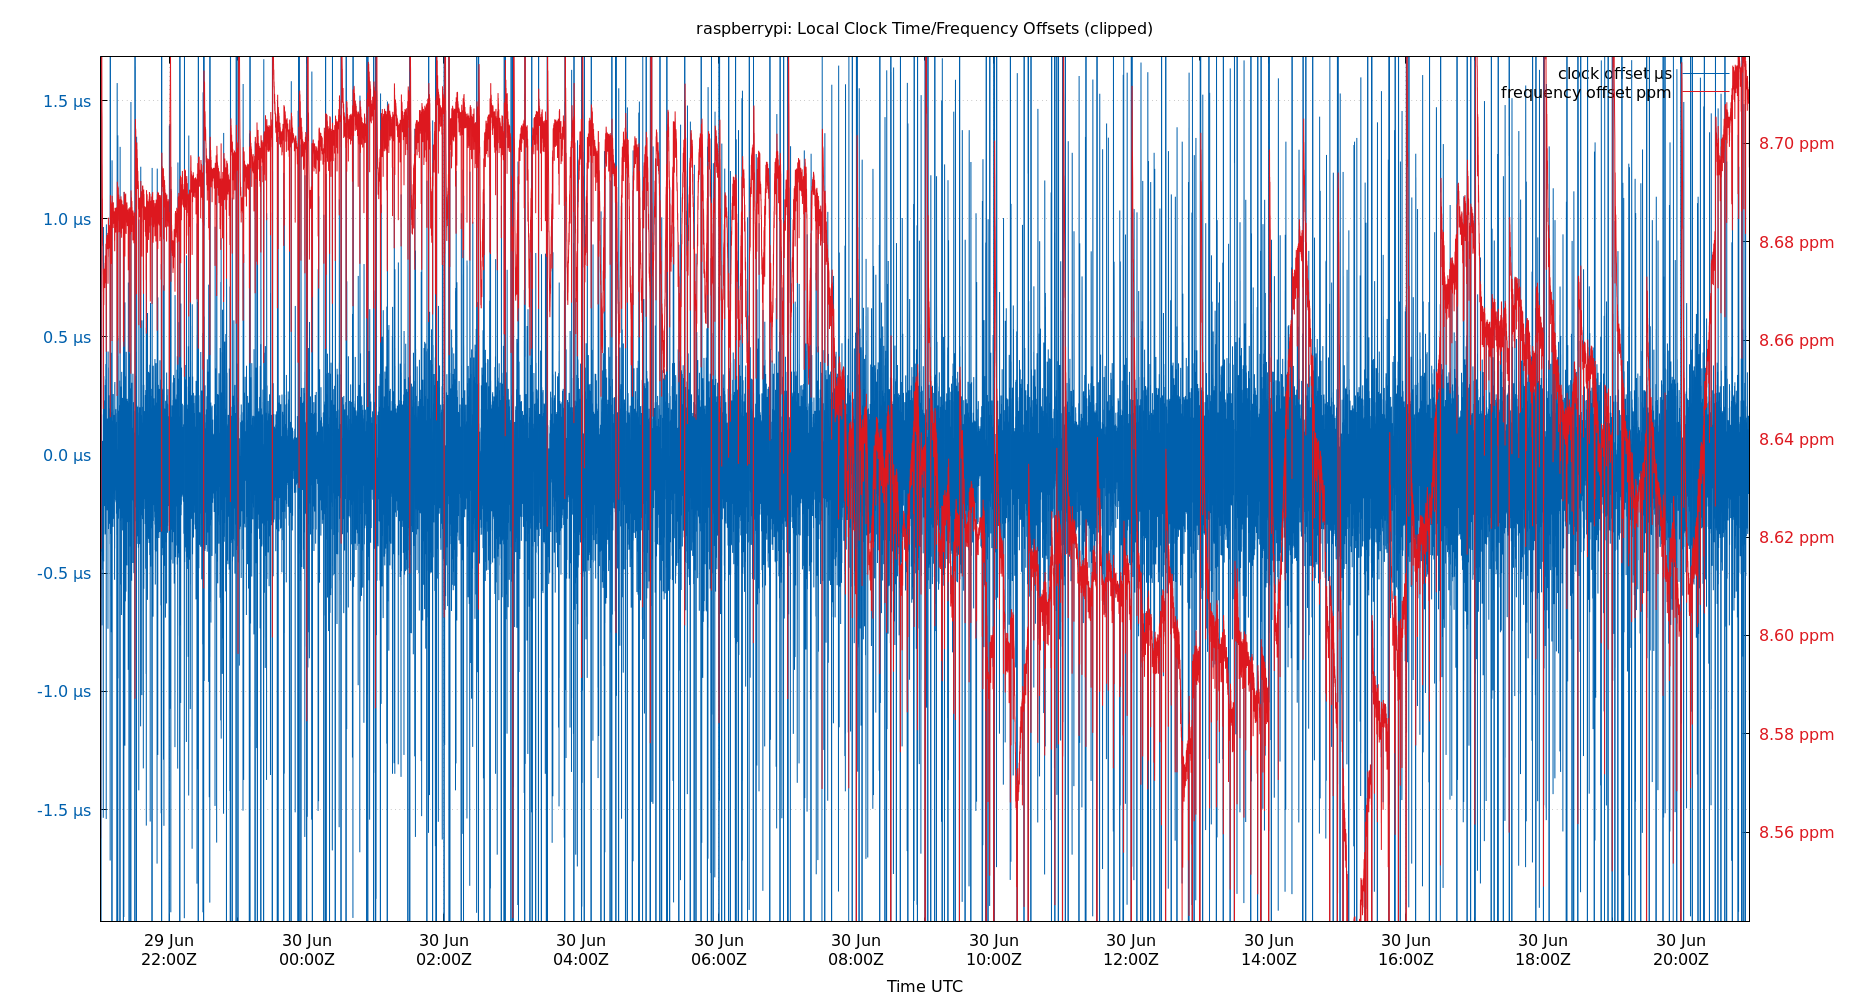 raspberrypi: Local Clock Time/Frequency Offsets (clipped)
clock offset µs
frequency offset ppm
1.5 µs
1.0 µs
0.5 µs
0.0 µs
-0.5 µs
-1.0 µs
-1.5 µs
8.70 ppm
8.68 ppm
8.66 ppm
8.64 ppm
8.62 ppm
8.60 ppm
8.58 ppm
8.56 ppm
29 Jun 30 Jun 30 Jun 30 Jun 30 Jun 30 Jun 30 Jun 30 Jun 30 Jun 30 Jun 30 Jun 30 Jun
22:00Z 00:00Z 02:00Z 04:00Z 06:00Z 08:00Z 10:00Z 12:00Z 14:00Z 16:00Z 18:00Z 20:00Z
Time UTC